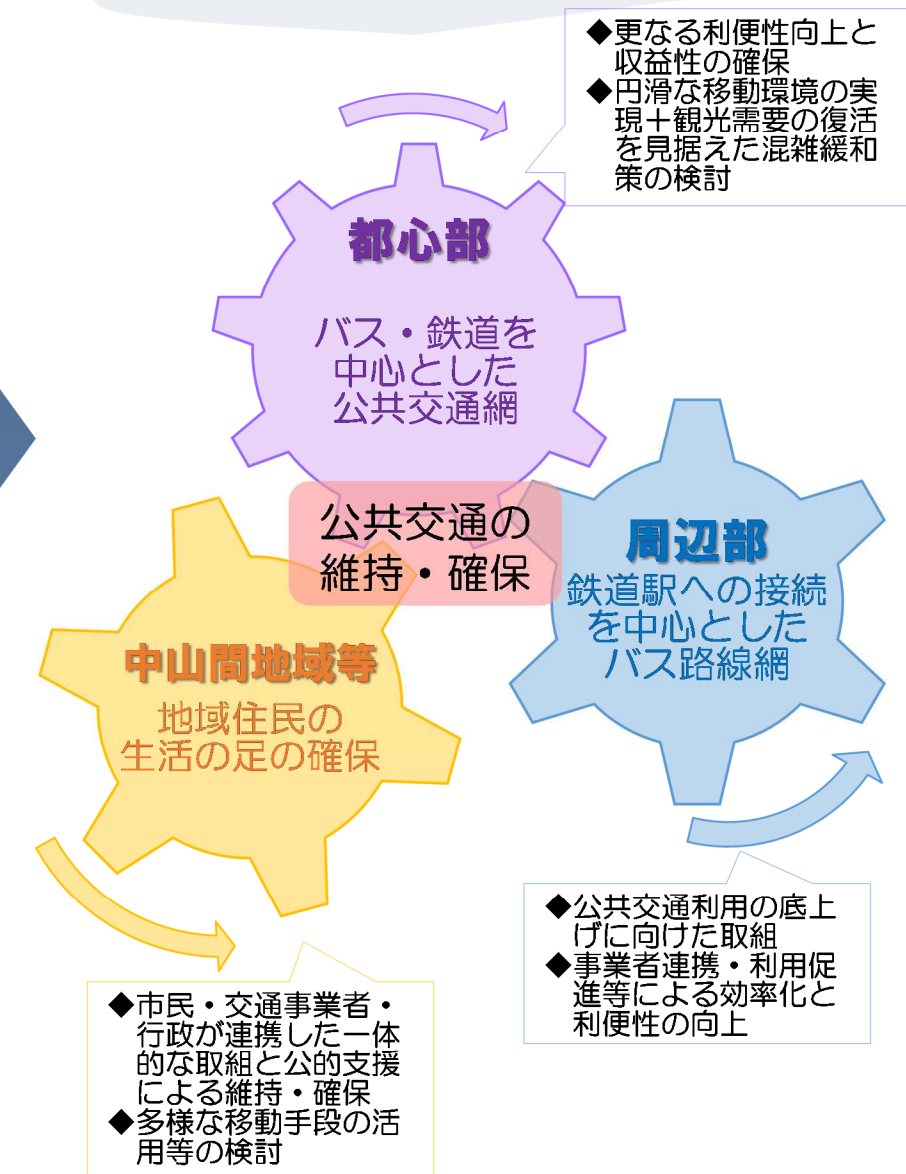 ◆更なる利便性向上と
収益性の確保
◆円滑な移動環境の実
現＋観光需要の復活
を見据えた混雑緩和
策の検討
都心部
バス・鉄道を
中心とした
公共交通網
公共交通の
維持・確保
周辺部
鉄道駅への接続
を中心とした
バス路線網
中山間地域等
地域住民の
生活の足の確保
◆公共交通利用の底上
げに向けた取組
◆事業者連携・利用促
進等による効率化と
利便性の向上
◆市民・交通事業者・
行政が連携した一体
的な取組と公的支援
による維持・確保
◆多様な移動手段の活
用等の検討